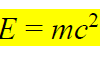 E = mc²